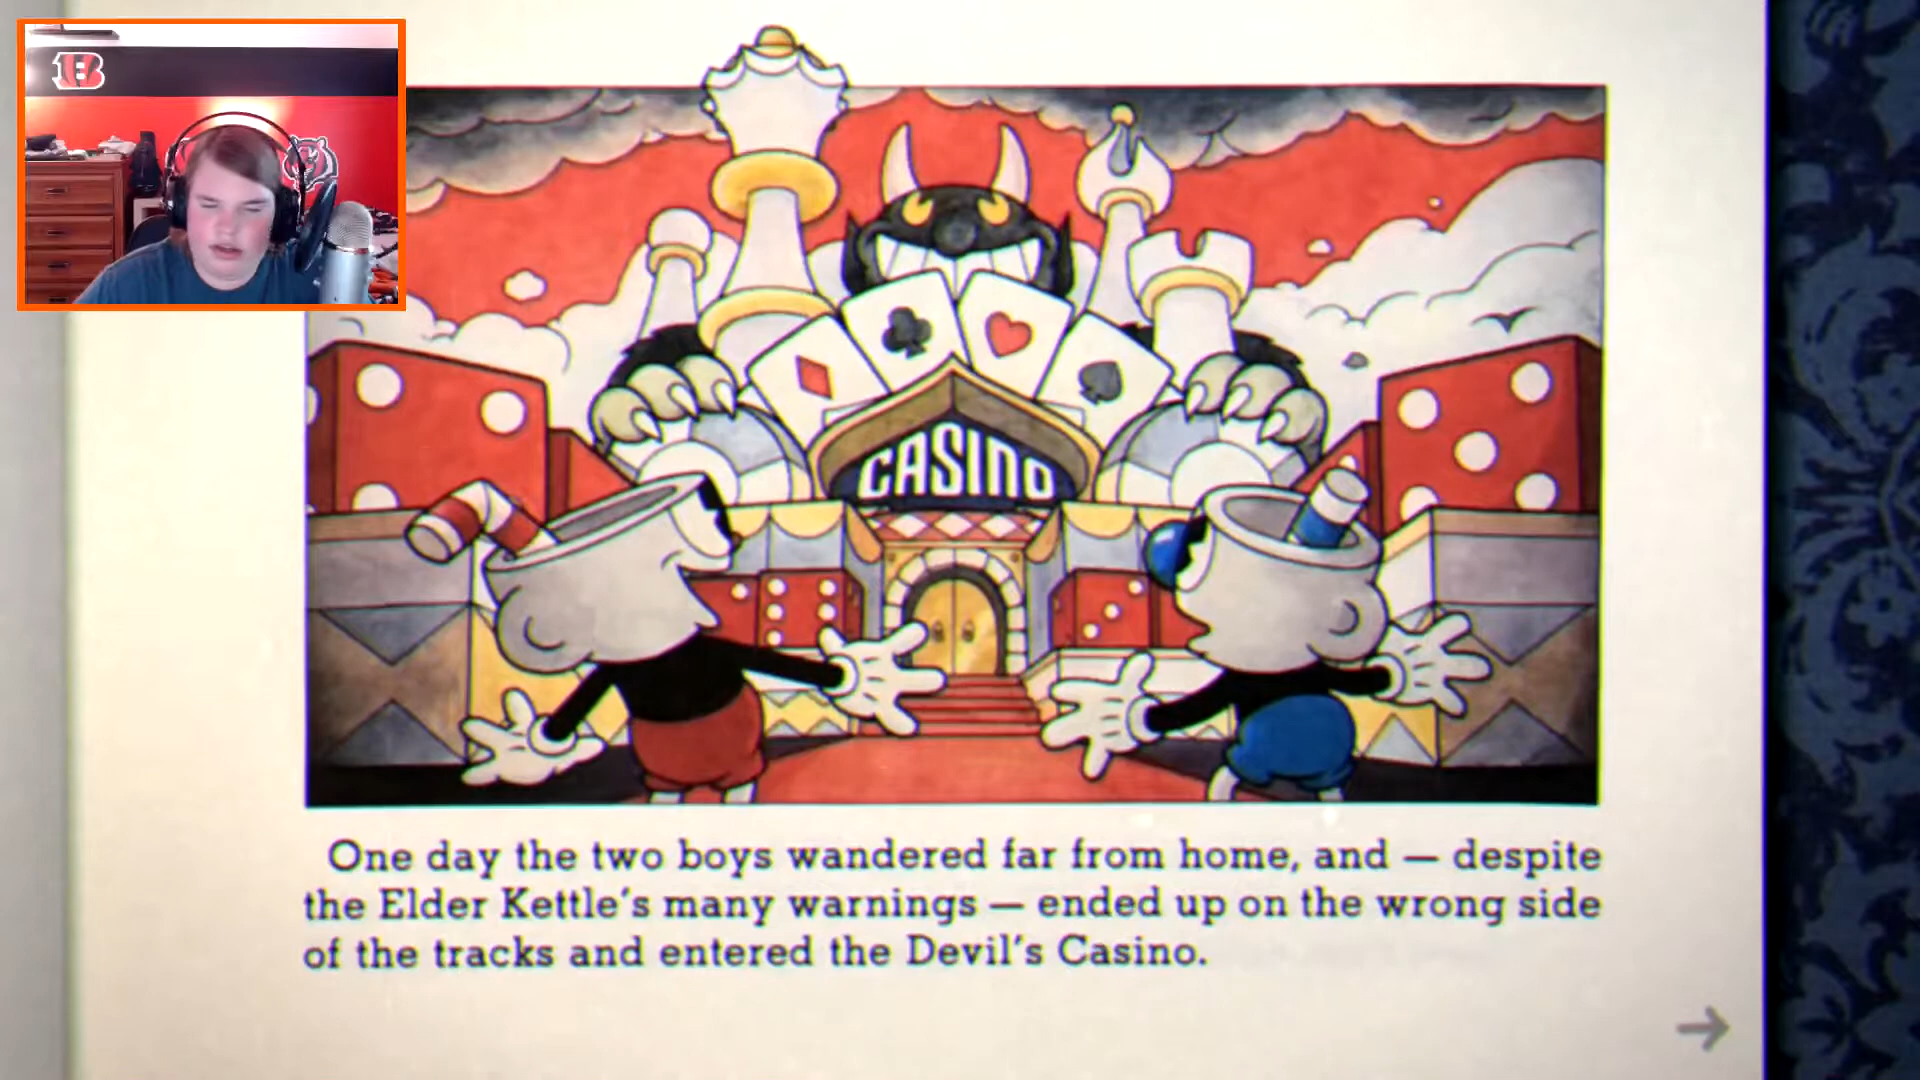 CASINO
One day the two boys wandered far from home, and — despite
the Elder Kettle's many warnings — ended up on the wrong side
of the tracks and entered the Devil's Casino.